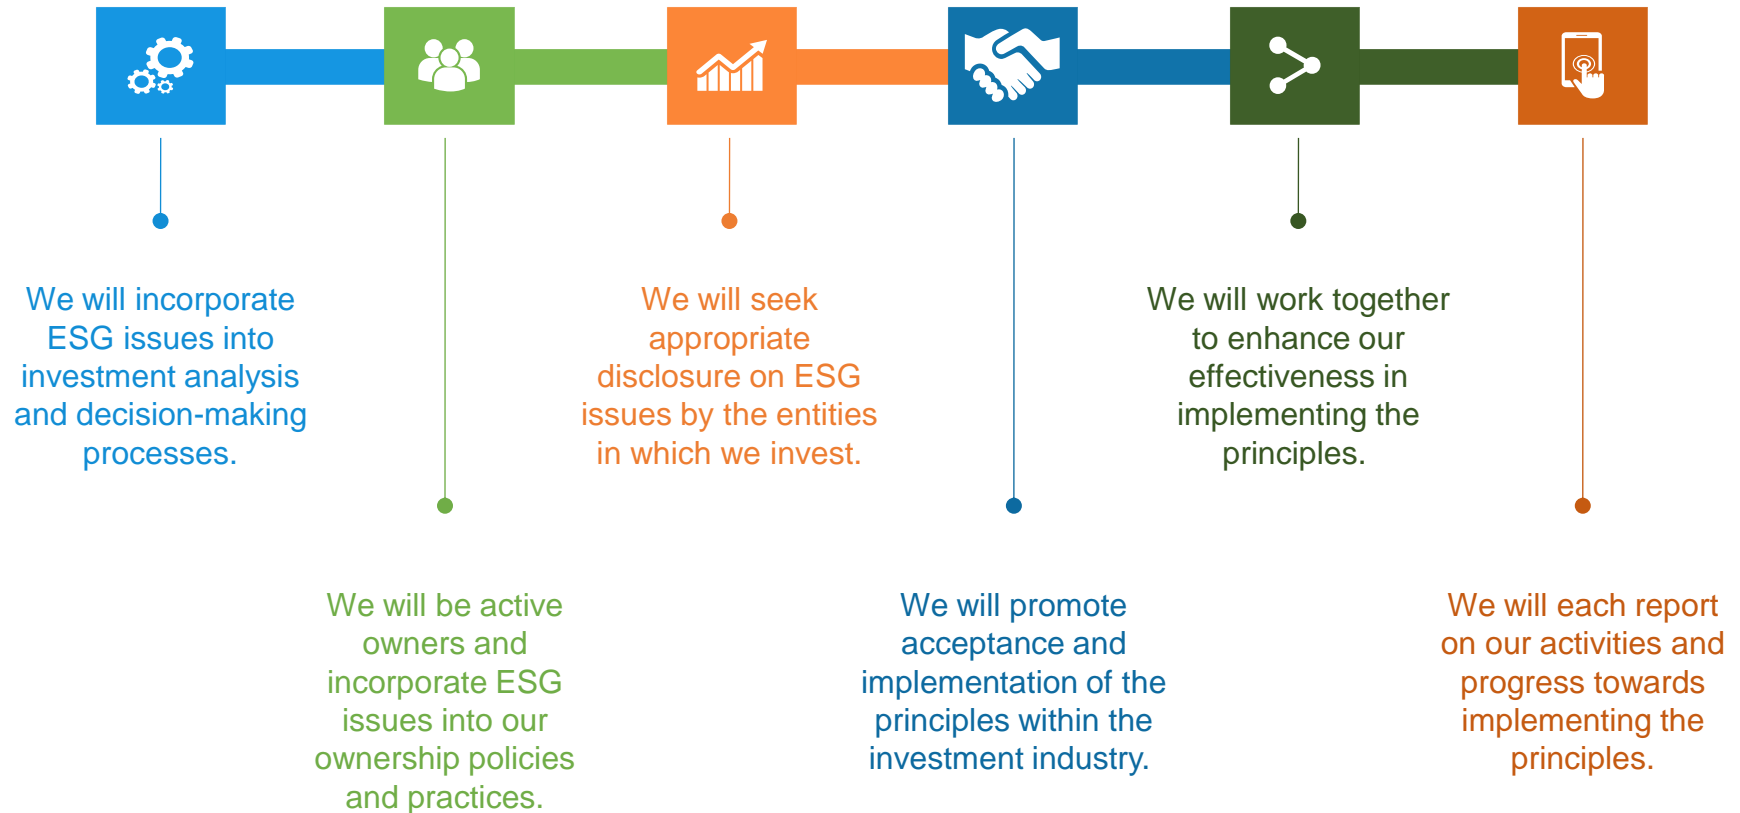 We will incorporate
ESG issues into
investment analysis
and decision-making
processes.
We will be active
owners and
incorporate ESG
issues into our
ownership policies
and practices.
We will seek
appropriate
disclosure on ESG
issues by the entities
in which we invest.
We will promote
acceptance and
implementation of the
principles within the
investment industry.
We will work together
to enhance our
effectiveness in
implementing the
principles.
We will each report
on our activities and
progress towards
implementing the
principles.